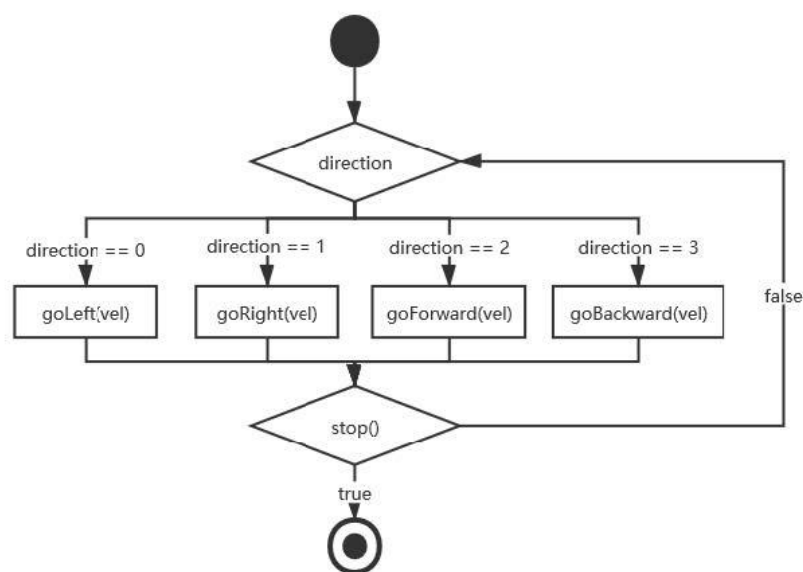 direction
direction == 0
direction == 1
direction == 2
direction == 3
goLeft(vel)
goRight(vel)
goForward(vel)
goBackward(vel)
false
stop()
true